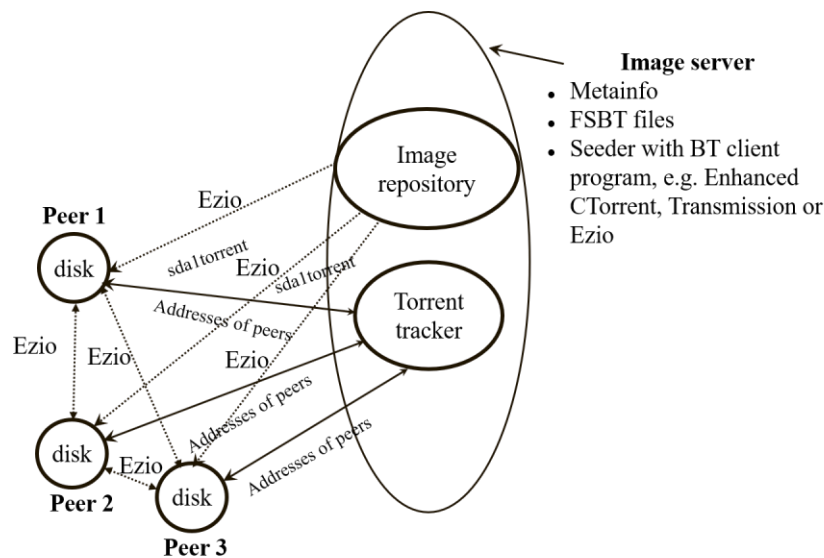 Image server
• Metainfo
• FSBT files
• Seeder with BT client
program, e.g. Enhanced
CTorrent, Transmission or
Ezio
Image
repository
Torrent
tracker
Ezio
Peer 1
disk
sda1torrent
Ezio
sda1torrent
Addresses of peers
Ezio
Ezio
Ezio
Addresses of peers
Addresses of peers
disk
Peer 2
Ezio
disk
Peer 3